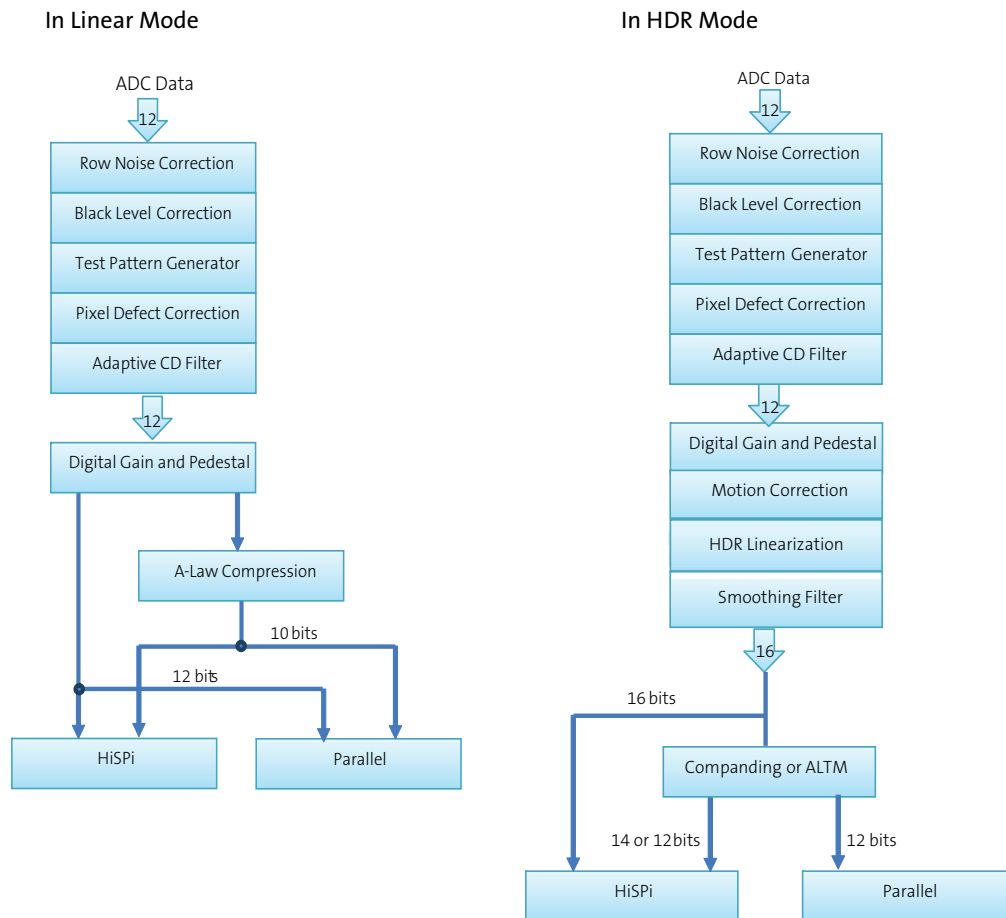 In Linear Mode
ADC Data
12
Row Noise Correction
Black Level Correction
Test Pattern Generator
Pixel Defect Correction
Adaptive CD Filter
12
Digital Gain and Pedestal
A-Law Compression
10 bits
12 bits
HiSPi
Parallel
In HDR Mode
ADC Data
12
Row Noise Correction
Black Level Correction
Test Pattern Generator
Pixel Defect Correction
Adaptive CD Filter
12
Digital Gain and Pedestal
Motion Correction
HDR Linearization
Smoothing Filter
16
16 bits
Companding or ALTM
14 or 12 bits
12 bits
HiSPi
Parallel